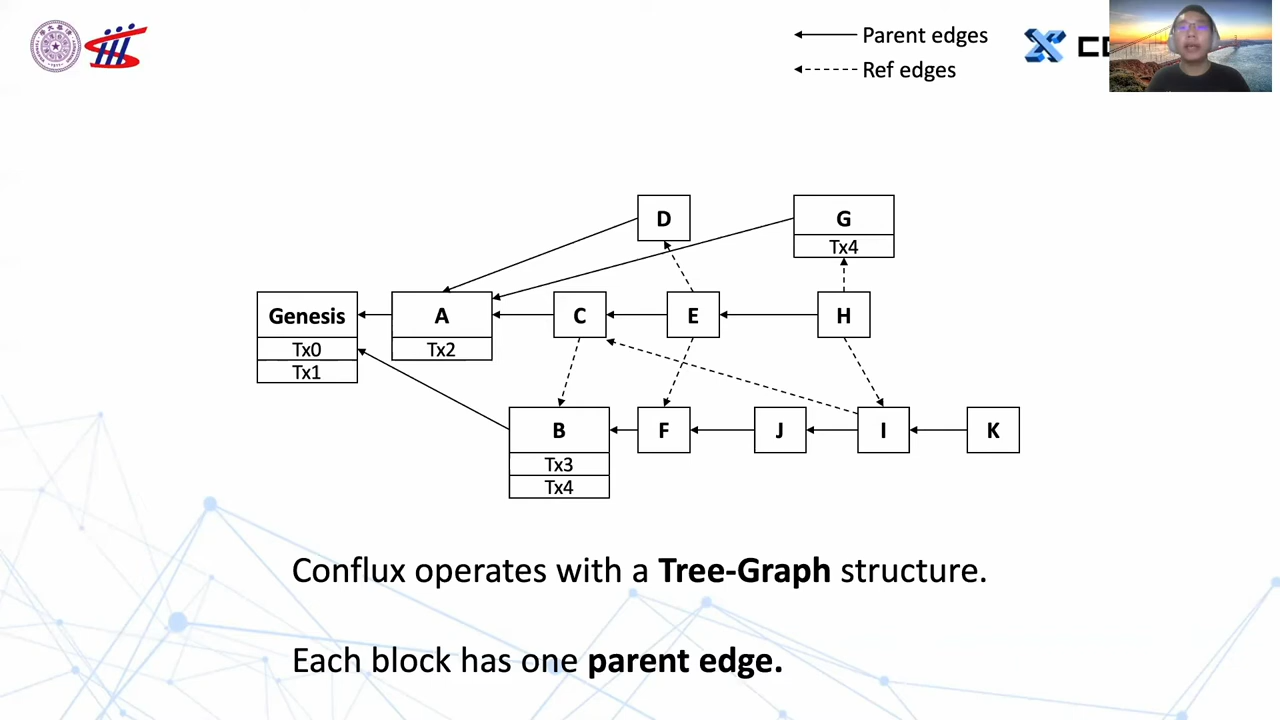 Parent edges
Ref edges
D
G
Tx4
Genesis
Tx0
Tx1
A
Tx2
C
E
H
B
Tx3
Tx4
F
J
I
K
Conflux operates with a Tree-Graph structure.
Each block has one parent edge.